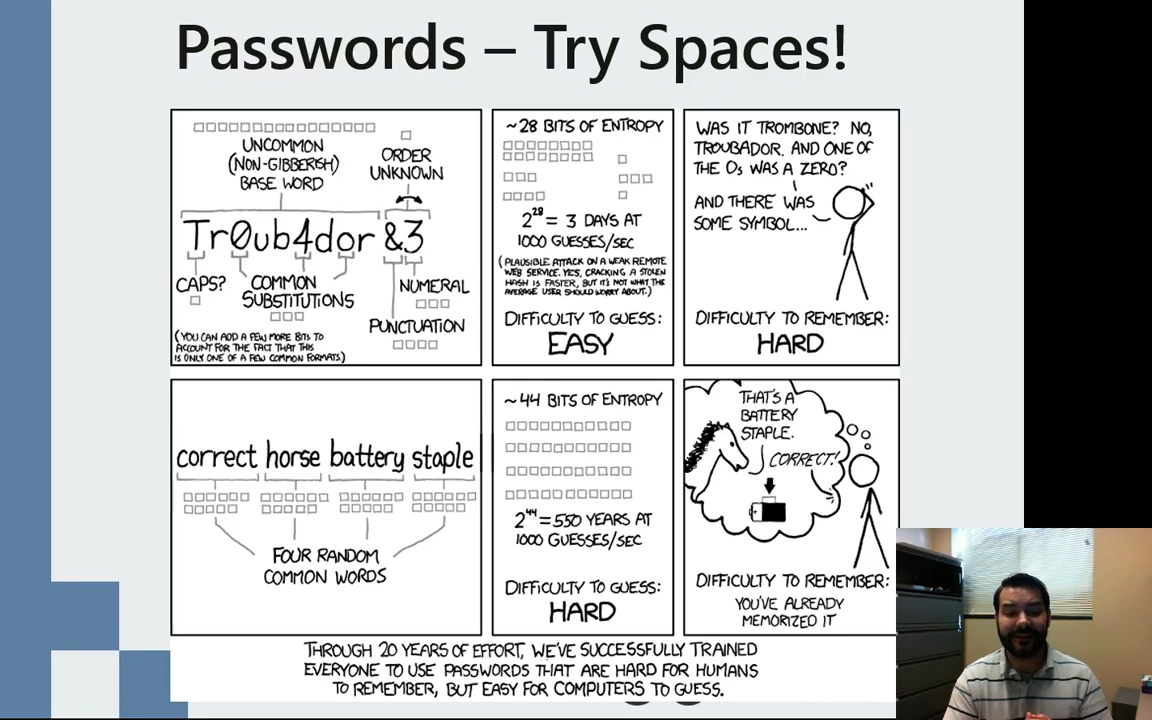 Passwords – Try Spaces!
UNCOMMON
(NON-GIBBERISH)
BASE WORD
ORDER
UNKNOWN
Tr0ub4dor &3
CAPS?
COMMON
SUBSTITUTIONS
NUMERAL
PUNCTUATION
(YOU CAN ADD A FEW MORE BITS TO
ACCOUNT FOR THE FACT THAT THIS
IS ONLY ONE OF A FEW COMMON FORMATS.)
~28 BITS OF ENTROPY
2^28 = 3 DAYS AT
1000 GUESSES/SEC
(PLAUSIBLE ATTACK ON A WEAK REMOTE
WEB SERVICE. YES, CRACKING A STOLEN
HASH IS FASTER, BUT IT'S NOT WHAT THE
AVERAGE USER SHOULD WORRY ABOUT.)
DIFFICULTY TO GUESS:
EASY
WAS IT TROMBONE? NO,
TROUBADOR. AND ONE OF
THE Os WAS A ZERO?
AND THERE WAS
SOME SYMBOL...
DIFFICULTY TO REMEMBER:
HARD
correct horse battery staple
FOUR RANDOM
COMMON WORDS
~44 BITS OF ENTROPY
2^44 = 550 YEARS AT
1000 GUESSES/SEC
DIFFICULTY TO GUESS:
HARD
THAT'S A
BATTERY
STAPLE.
CORRECT!
DIFFICULTY TO REMEMBER:
YOU'VE ALREADY
MEMORIZED IT
THROUGH 20 YEARS OF EFFORT, WE'VE SUCCESSFULLY TRAINED
EVERYONE TO USE PASSWORDS THAT ARE HARD FOR HUMANS
TO REMEMBER, BUT EASY FOR COMPUTERS TO GUESS.